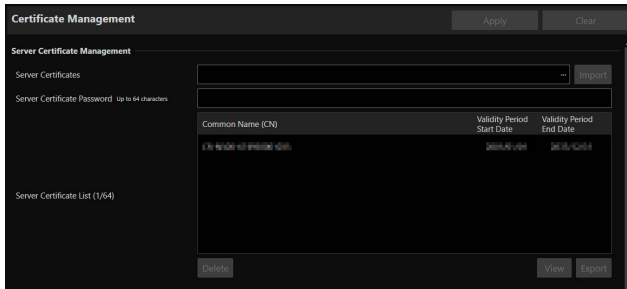 Certificate Management
Apply
Clear
Server Certificate Management
Server Certificates
...
Import
Server Certificate Password Up to 64 characters
Common Name (CN)
Validity Period
Start Date
Validity Period
End Date
Server Certificate List (1/64)
Delete
View
Export